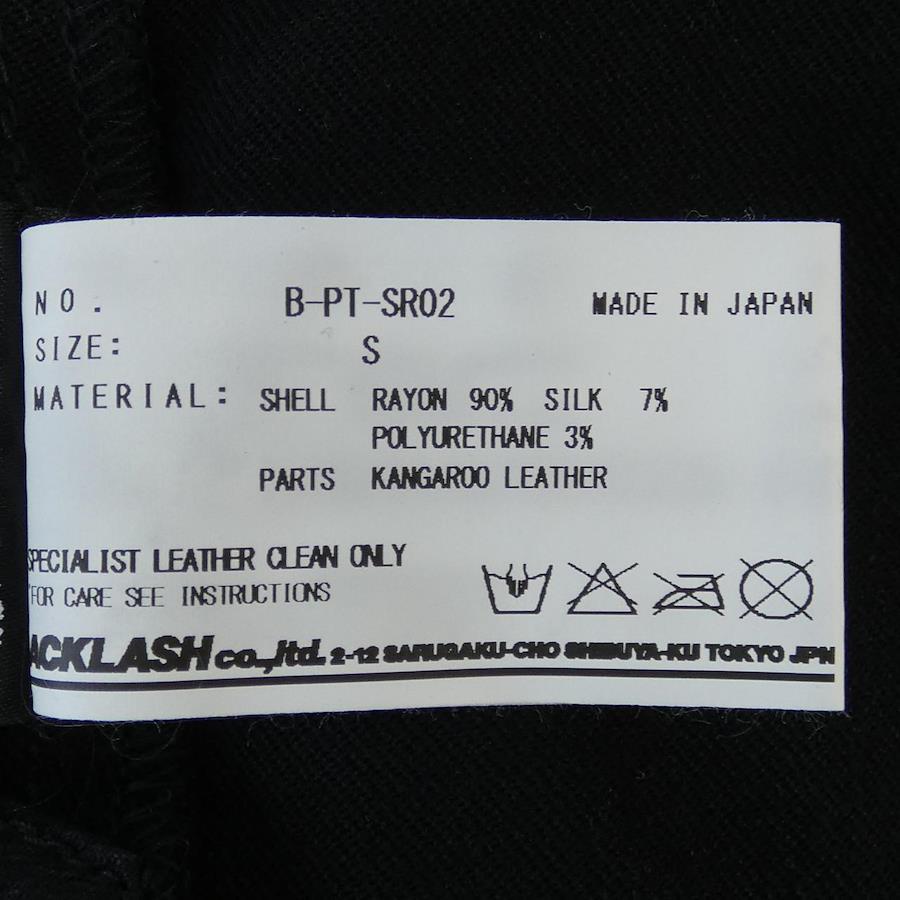 NO. B-PT-SR02 MADE IN JAPAN
SIZE: S
MATERIAL: SHELL RAYON 90% SILK 7%
POLYURETHANE 3%
PARTS KANGAROO LEATHER
SPECIALIST LEATHER CLEAN ONLY
*FOR CARE SEE INSTRUCTIONS
ACKLASH co.,ltd. 2-12 SARUGAKU-CHO SHIBUYA-KU TOKYO JPN